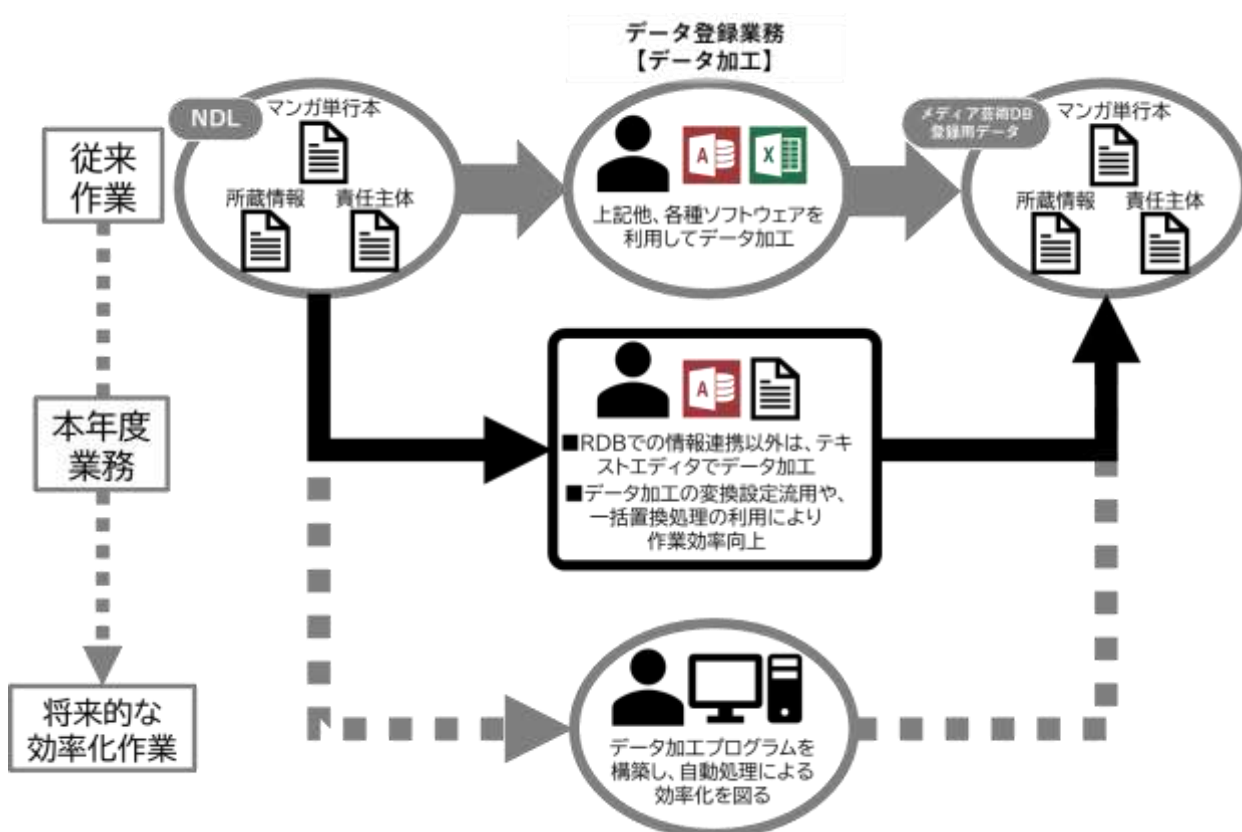 データ登録業務
【データ加工】
NDL
マンガ単行本
所蔵情報
責任主体
従来
作業
A
X
上記他、各種ソフトウェアを
利用してデータ加工
メディア芸術DB
登録用データ
マンガ単行本
所蔵情報
責任主体
本年度
業務
A
■RDBでの情報連携以外は、テキ
ストエディタでデータ加工
■データ加工の変換設定流用や、
一括置換処理の利用により
作業効率向上
将来的な
効率化作業
データ加工プログラムを
構築し、自動処理による
効率化を図る